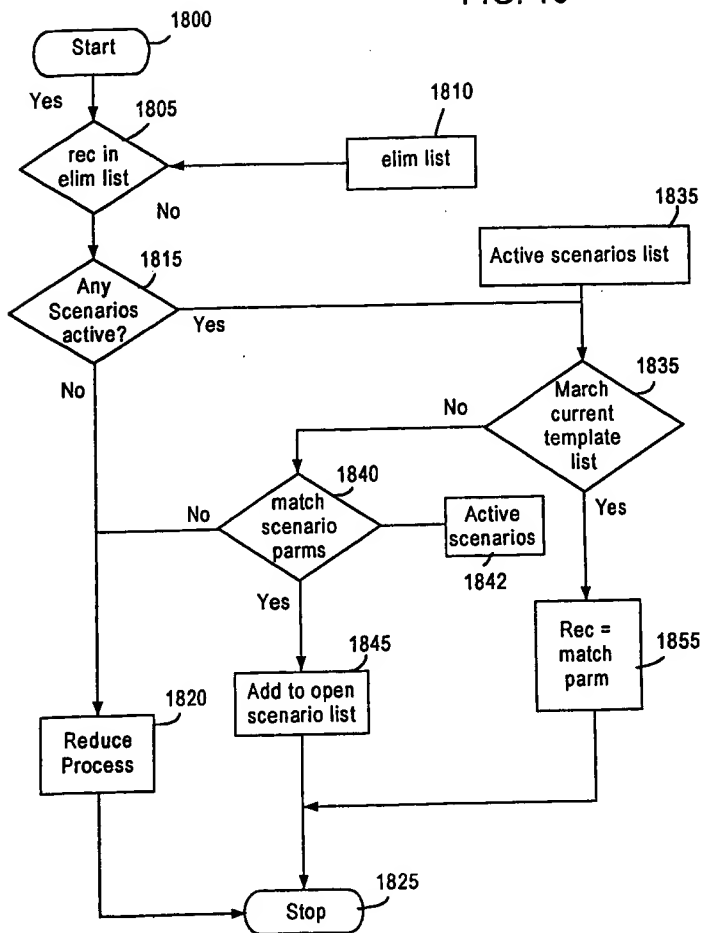 1800
Start
Yes
1805
1810
rec in
elim list
elim list
No
1835
1815
Active scenarios list
Any
Scenarios
active?
Yes
1835
No
March
current
template
list
No
1840
match
scenario
parms
No
Active
scenarios
1842
Yes
Yes
1845
Rec =
match
parm
1855
Add to open
scenario list
1820
Reduce
Process
1825
Stop